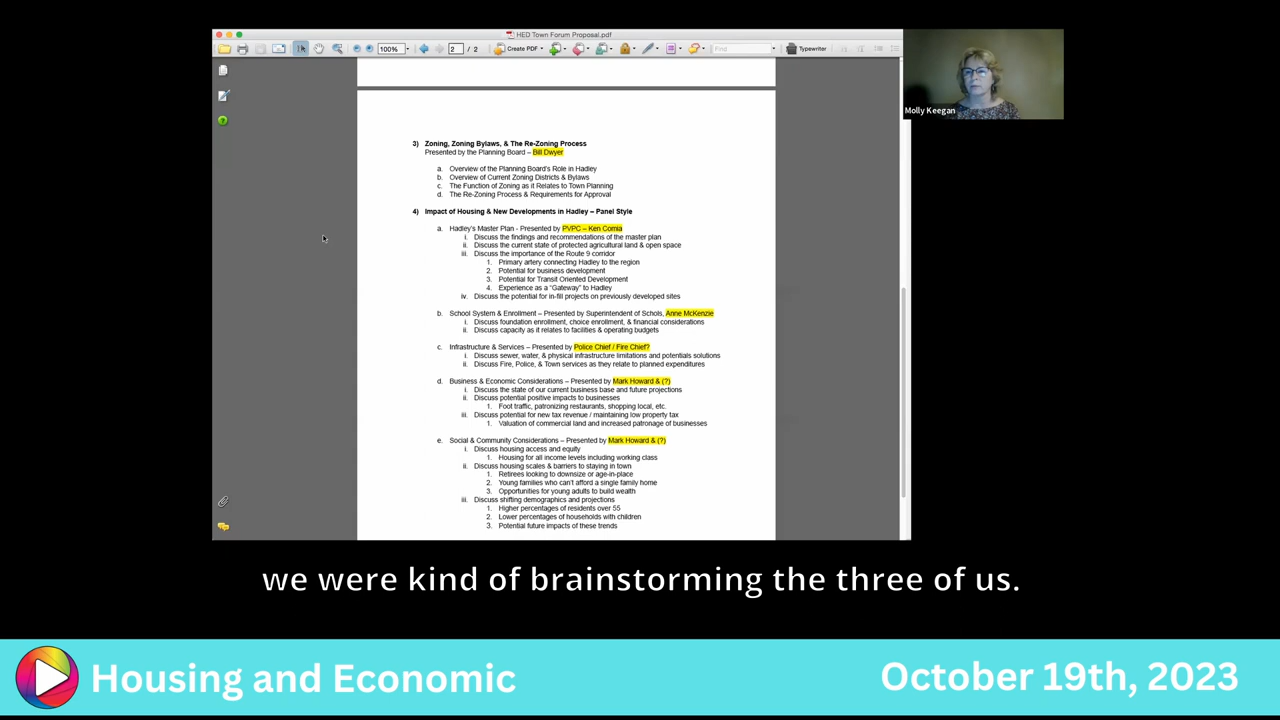 HED Town Forum Proposal.pdf
100%
2 / 2
Create PDF
Find
Typewriter
Molly Keegan
3) Zoning, Zoning Bylaws, & The Re-Zoning Process
Presented by the Planning Board – Bill Dwyer
a. Overview of the Planning Board's Role in Hadley
b. Overview of Current Zoning Districts & Bylaws
c. The Function of Zoning as it Relates to Town Planning
d. The Re-Zoning Process & Requirements for Approval
4) Impact of Housing & New Developments in Hadley – Panel Style
a. Hadley's Master Plan - Presented by PVPC – Ken Comia
i. Discuss the findings and recommendations of the master plan
ii. Discuss the current state of protected agricultural land & open space
iii. Discuss the importance of the Route 9 corridor
1. Primary artery connecting Hadley to the region
2. Potential for business development
3. Potential for Transit Oriented Development
4. Experience as a "Gateway" to Hadley
iv. Discuss the potential for in-fill projects on previously developed sites
b. School System & Enrollment – Presented by Superintendent of Schols, Anne McKenzie
i. Discuss foundation enrollment, choice enrollment, & financial considerations
ii. Discuss capacity as it relates to facilities & operating budgets
c. Infrastructure & Services – Presented by Police Chief / Fire Chief?
i. Discuss sewer, water, & physical infrastructure limitations and potentials solutions
ii. Discuss Fire, Police, & Town services as they relate to planned expenditures
d. Business & Economic Considerations – Presented by Mark Howard & (?)
i. Discuss the state of our current business base and future projections
ii. Discuss potential positive impacts to businesses
1. Foot traffic, patronizing restaurants, shopping local, etc.
iii. Discuss potential for new tax revenue / maintaining low property tax
1. Valuation of commercial land and increased patronage of businesses
e. Social & Community Considerations – Presented by Mark Howard & (?)
i. Discuss housing access and equity
1. Housing for all income levels including working class
ii. Discuss housing scales & barriers to staying in town
1. Retirees looking to downsize or age-in-place
2. Young families who can't afford a single family home
3. Opportunities for young adults to build wealth
iii. Discuss shifting demographics and projections
1. Higher percentages of residents over 55
2. Lower percentages of households with children
3. Potential future impacts of these trends
we were kind of brainstorming the three of us.
Housing and Economic
October 19th, 2023